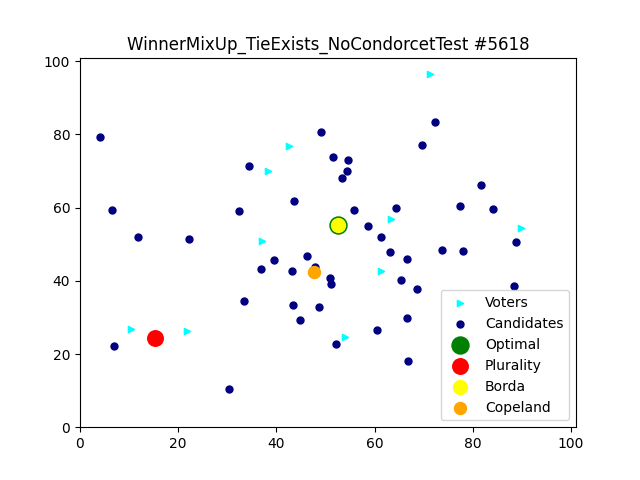 WinnerMixUp_TieExists_NoCondorcetTest #5618
100
80
60
40
20
0
0 20 40 60 80 100
Voters
Candidates
Optimal
Plurality
Borda
Copeland